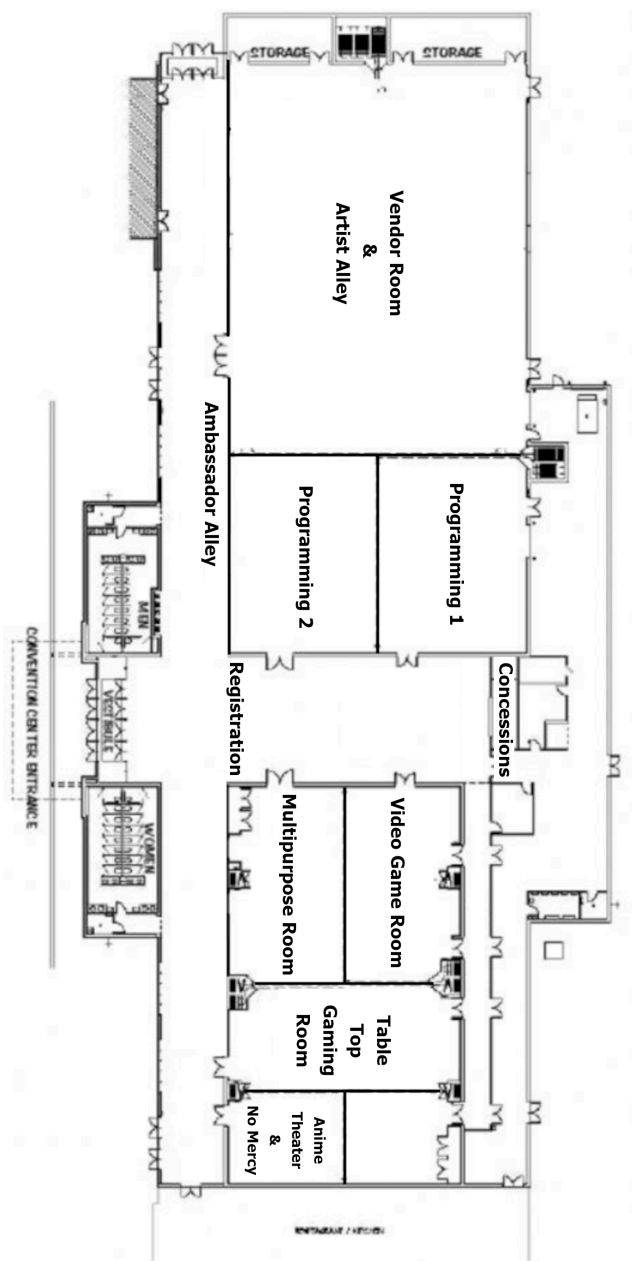 STORAGE
STORAGE
Vendor Room
&
Artist Alley
Ambassador Alley
Programming 1
Programming 2
MEN
Registration
Concessions
VESTIBULE
CONVENTION CENTER ENTRANCE
WOMEN
Multipurpose Room
Video Game Room
Table
Top
Gaming
Room
Anime
Theater
&
No Mercy